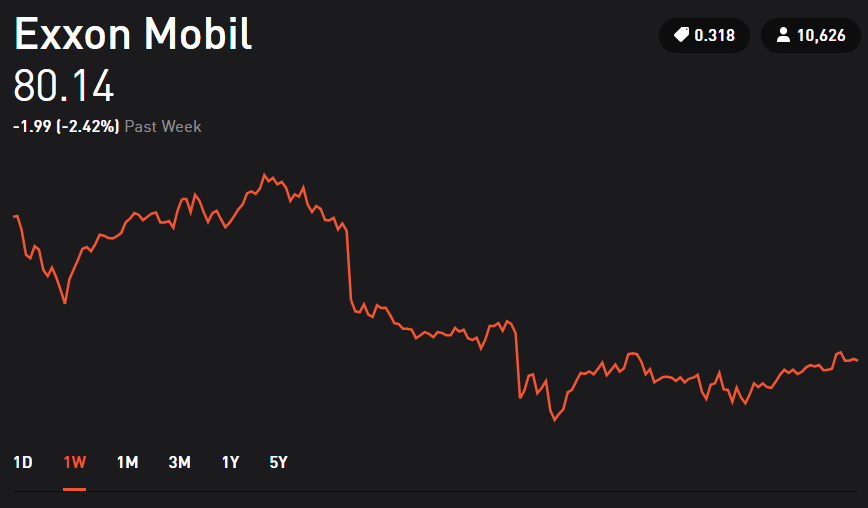 Exxon Mobil
0.318 10,626
80.14
-1.99 (-2.42%) Past Week
1D 1W 1M 3M 1Y 5Y